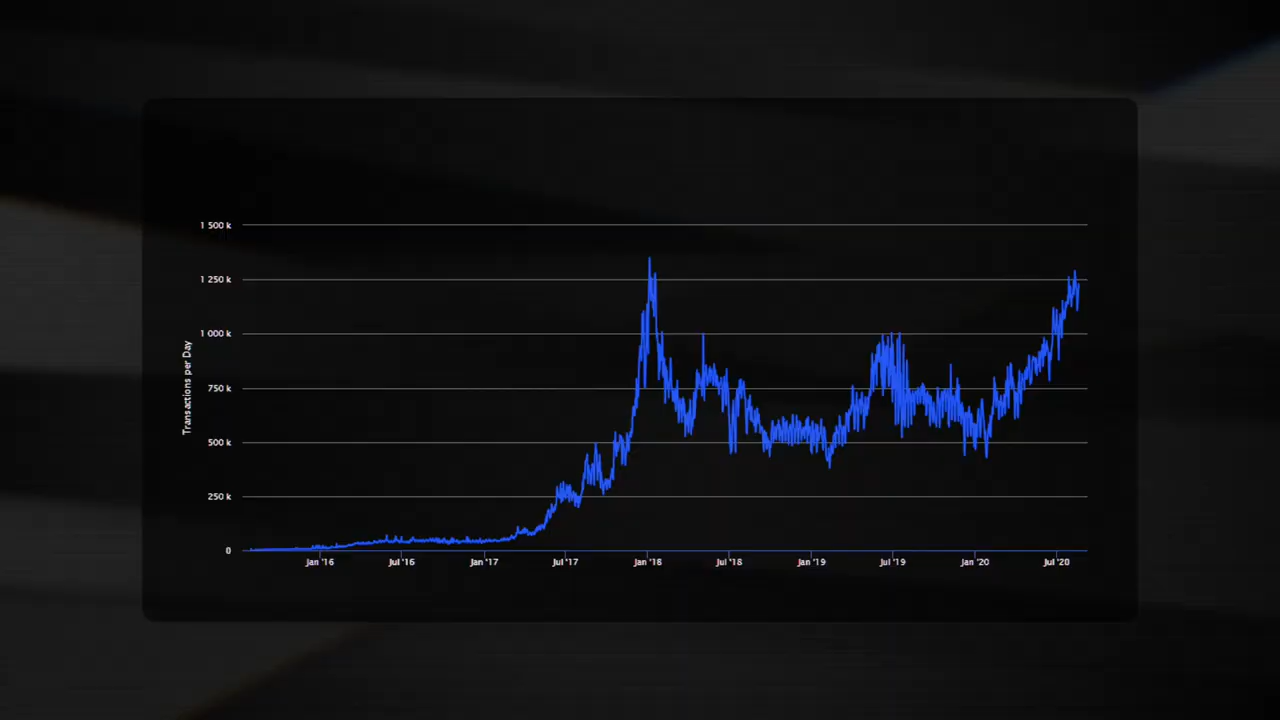 1 500 k
1 250 k
1 000 k
750 k
500 k
250 k
0
Transactions per Day
Jan '16 Jul '16 Jan '17 Jul '17 Jan '18 Jul '18 Jan '19 Jul '19 Jan '20 Jul '20